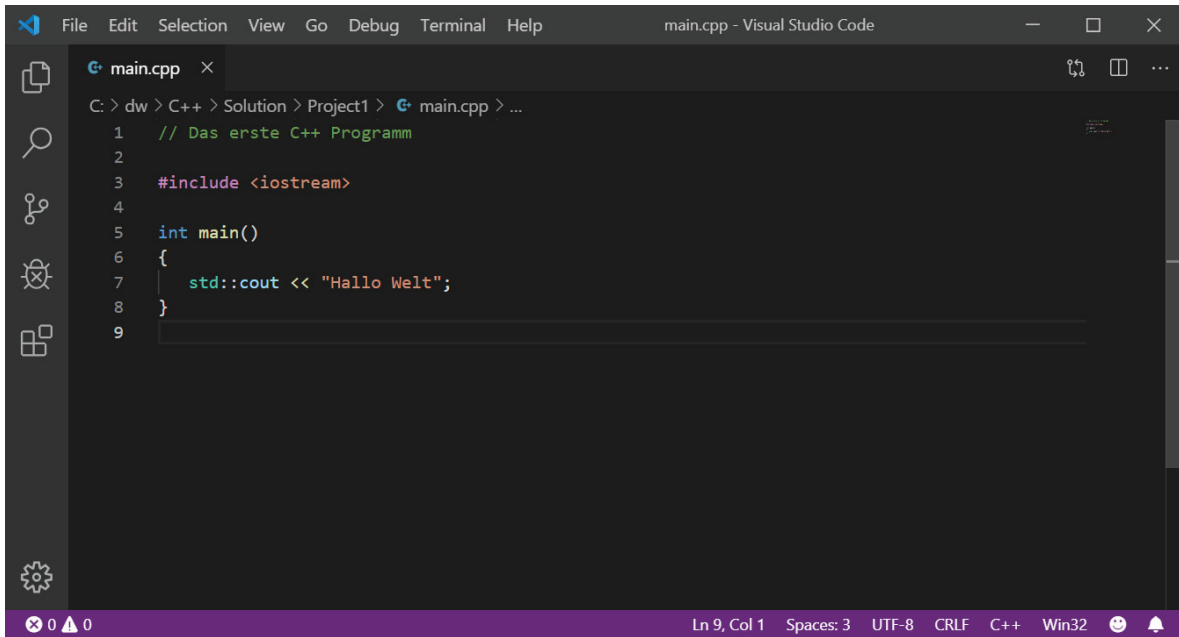 File Edit Selection View Go Debug Terminal Help main.cpp - Visual Studio Code
main.cpp
C: > dw > C++ > Solution > Project1 > main.cpp > ...
1 // Das erste C++ Programm
2
3 #include <iostream>
4
5 int main()
6 {
7 std::cout << "Hallo Welt";
8 }
9
0 0 Ln 9, Col 1 Spaces: 3 UTF-8 CRLF C++ Win32